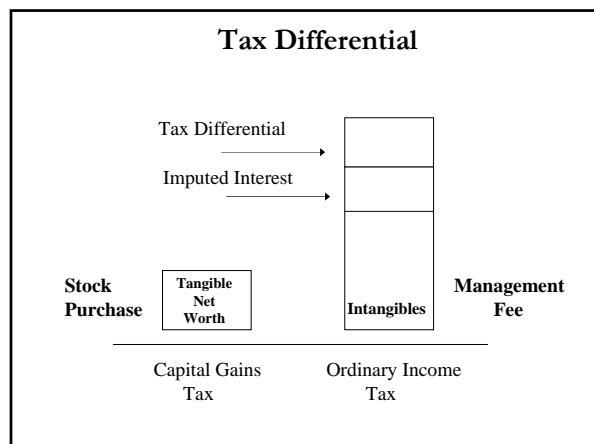 Tax Differential
Tax Differential
Imputed Interest
Stock
Purchase
Tangible
Net
Worth
Intangibles
Management
Fee
Capital Gains
Tax
Ordinary Income
Tax